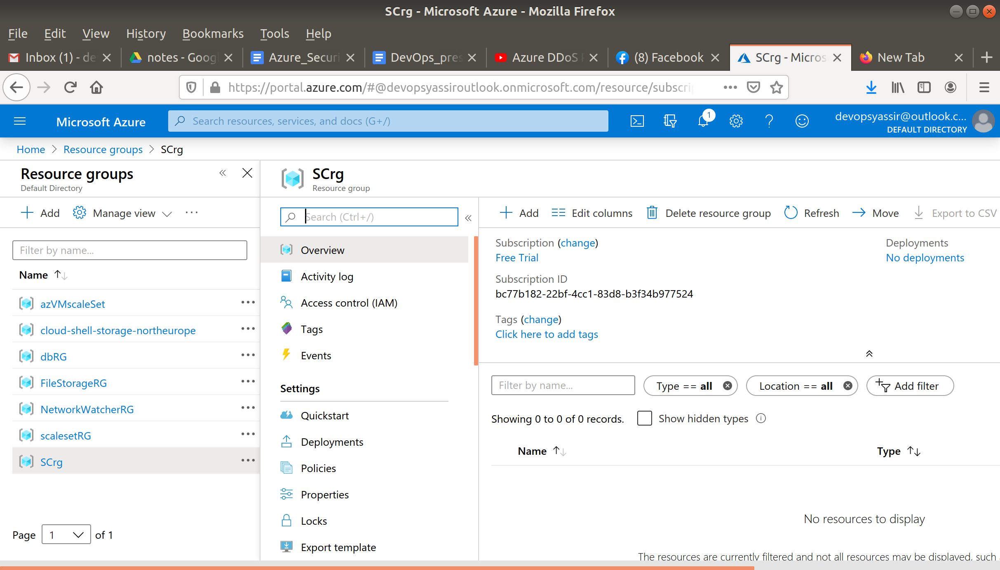 SCrg - Microsoft Azure - Mozilla Firefox
File Edit View History Bookmarks Tools Help
Inbox (1) - de notes - Googl Azure_Securi DevOps_pres Azure DDoS P (8) Facebook SCrg - Micros New Tab
https://portal.azure.com/#@devopsyassiroutlook.onmicrosoft.com/resource/subscrip
Microsoft Azure
Search resources, services, and docs (G+/)
1
devopsyassir@outlook.c...
DEFAULT DIRECTORY
Home > Resource groups > SCrg
Resource groups
Default Directory
Add Manage view
Filter by name...
Name
azVMscaleSet
cloud-shell-storage-northeurope
dbRG
FileStorageRG
NetworkWatcherRG
scalesetRG
SCrg
Page 1 of 1
SCrg
Resource group
Search (Ctrl+/)
Overview
Activity log
Access control (IAM)
Tags
Events
Settings
Quickstart
Deployments
Policies
Properties
Locks
Export template
Add Edit columns Delete resource group Refresh Move Export to CSV
Subscription (change)
Free Trial
Subscription ID
bc77b182-22bf-4cc1-83d8-b3f34b977524
Tags (change)
Click here to add tags
Deployments
No deployments
Filter by name... Type == all Location == all Add filter
Showing 0 to 0 of 0 records. Show hidden types
Name Type
No resources to display
The resources are currently filtered and not all resources may be displayed, such